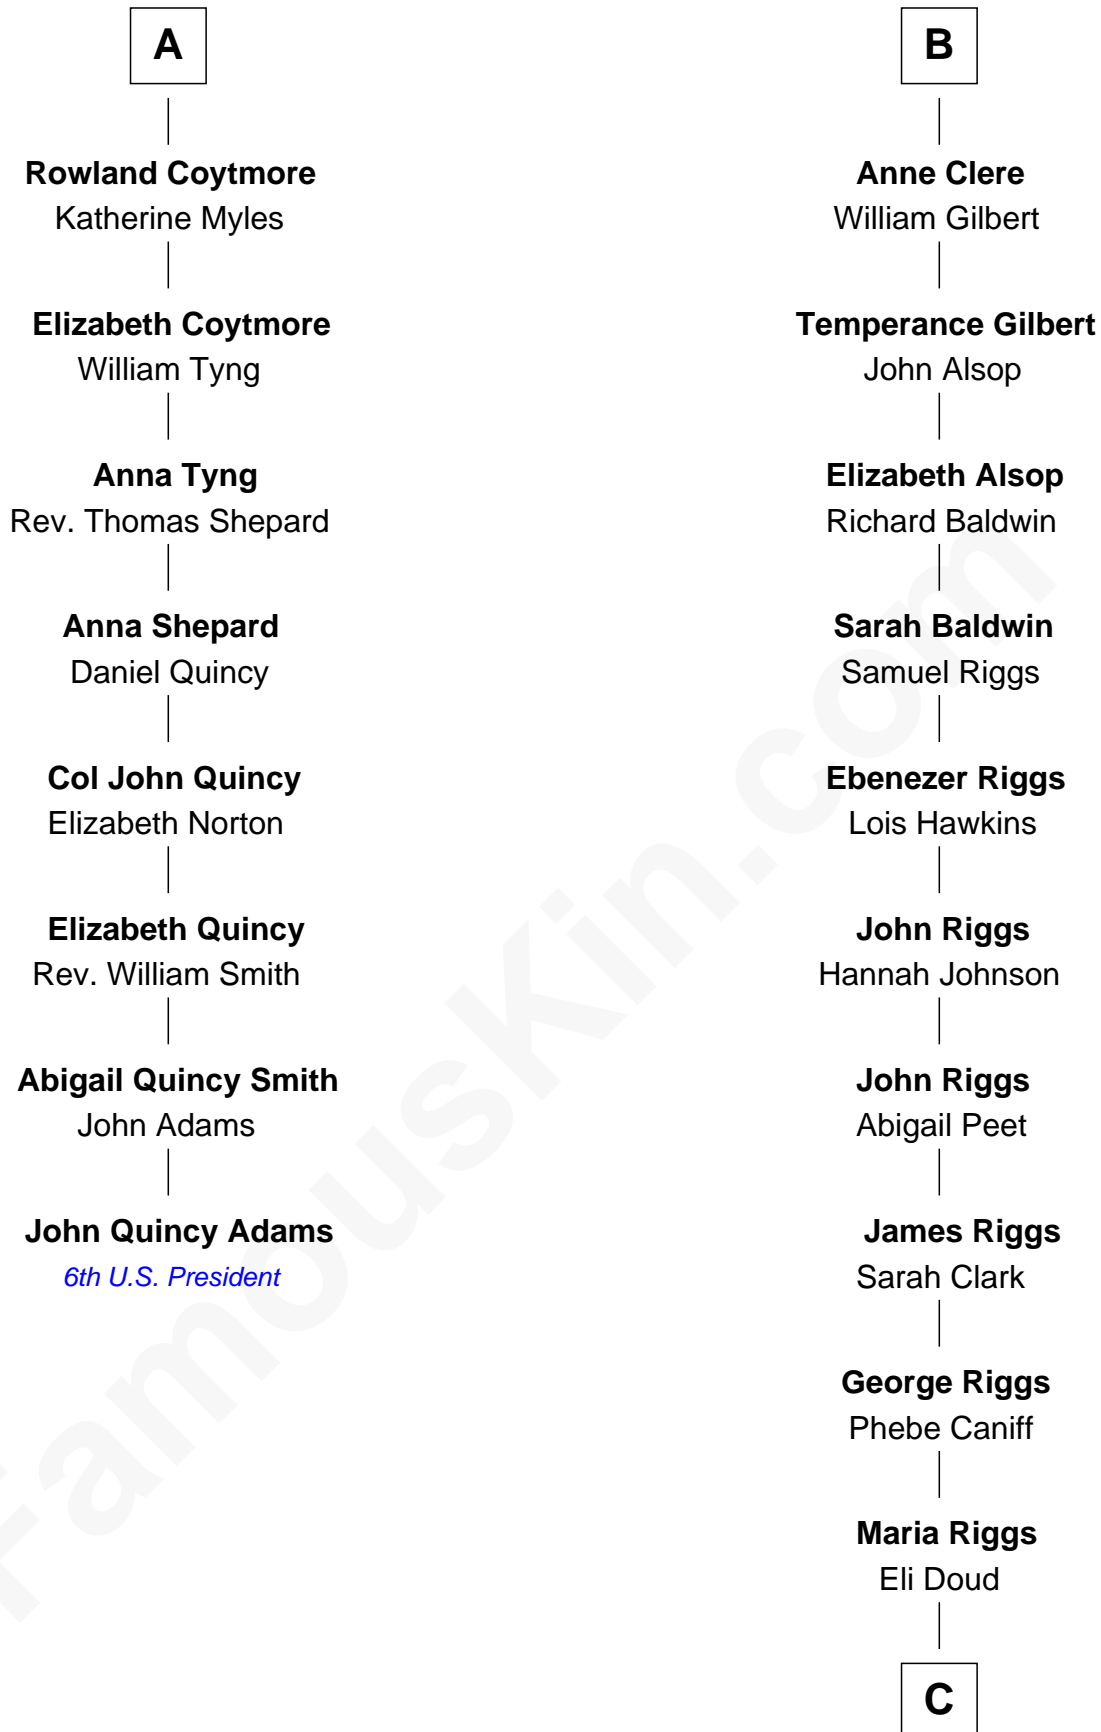 A
Rowland Coytmore
Katherine Myles
Elizabeth Coytmore
William Tyng
Anna Tyng
Rev. Thomas Shepard
Anna Shepard
Daniel Quincy
Col John Quincy
Elizabeth Norton
Elizabeth Quincy
Rev. William Smith
Abigail Quincy Smith
John Adams
John Quincy Adams
6th U.S. President
B
Anne Clere
William Gilbert
Temperance Gilbert
John Alsop
Elizabeth Alsop
Richard Baldwin
Sarah Baldwin
Samuel Riggs
Ebenezer Riggs
Lois Hawkins
John Riggs
Hannah Johnson
John Riggs
Abigail Peet
James Riggs
Sarah Clark
George Riggs
Phebe Caniff
Maria Riggs
Eli Doud
C
FamousKin.com